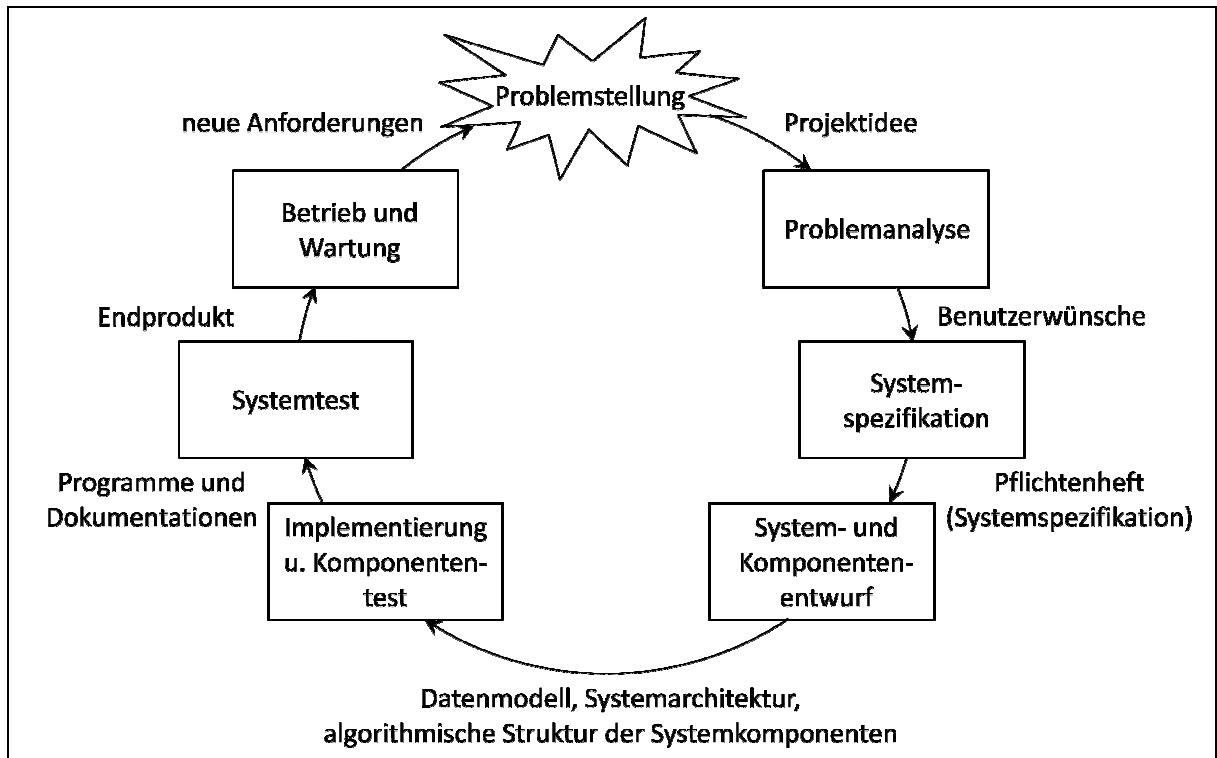 Problemstellung
Projektidee
Problemanalyse
Benutzerwünsche
System-
spezifikation
Pflichtenheft
(Systemspezifikation)
System- und
Komponenten-
entwurf
Datenmodell, Systemarchitektur,
algorithmische Struktur der Systemkomponenten
Implementierung
u. Komponenten-
test
Programme und
Dokumentationen
Systemtest
Endprodukt
Betrieb und
Wartung
neue Anforderungen